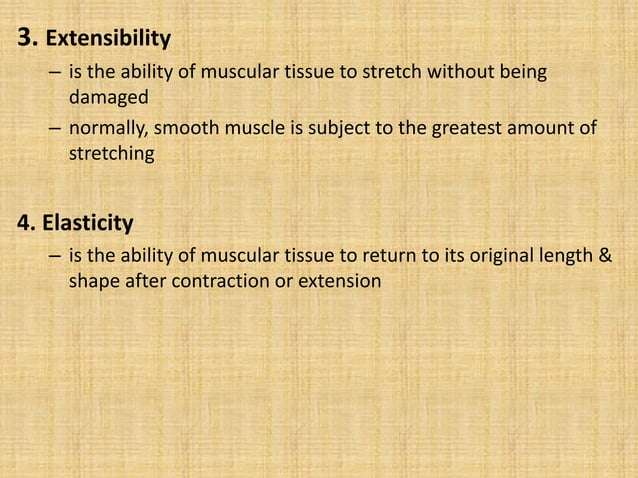 3. Extensibility
– is the ability of muscular tissue to stretch without being
damaged
– normally, smooth muscle is subject to the greatest amount of
stretching
4. Elasticity
– is the ability of muscular tissue to return to its original length &
shape after contraction or extension